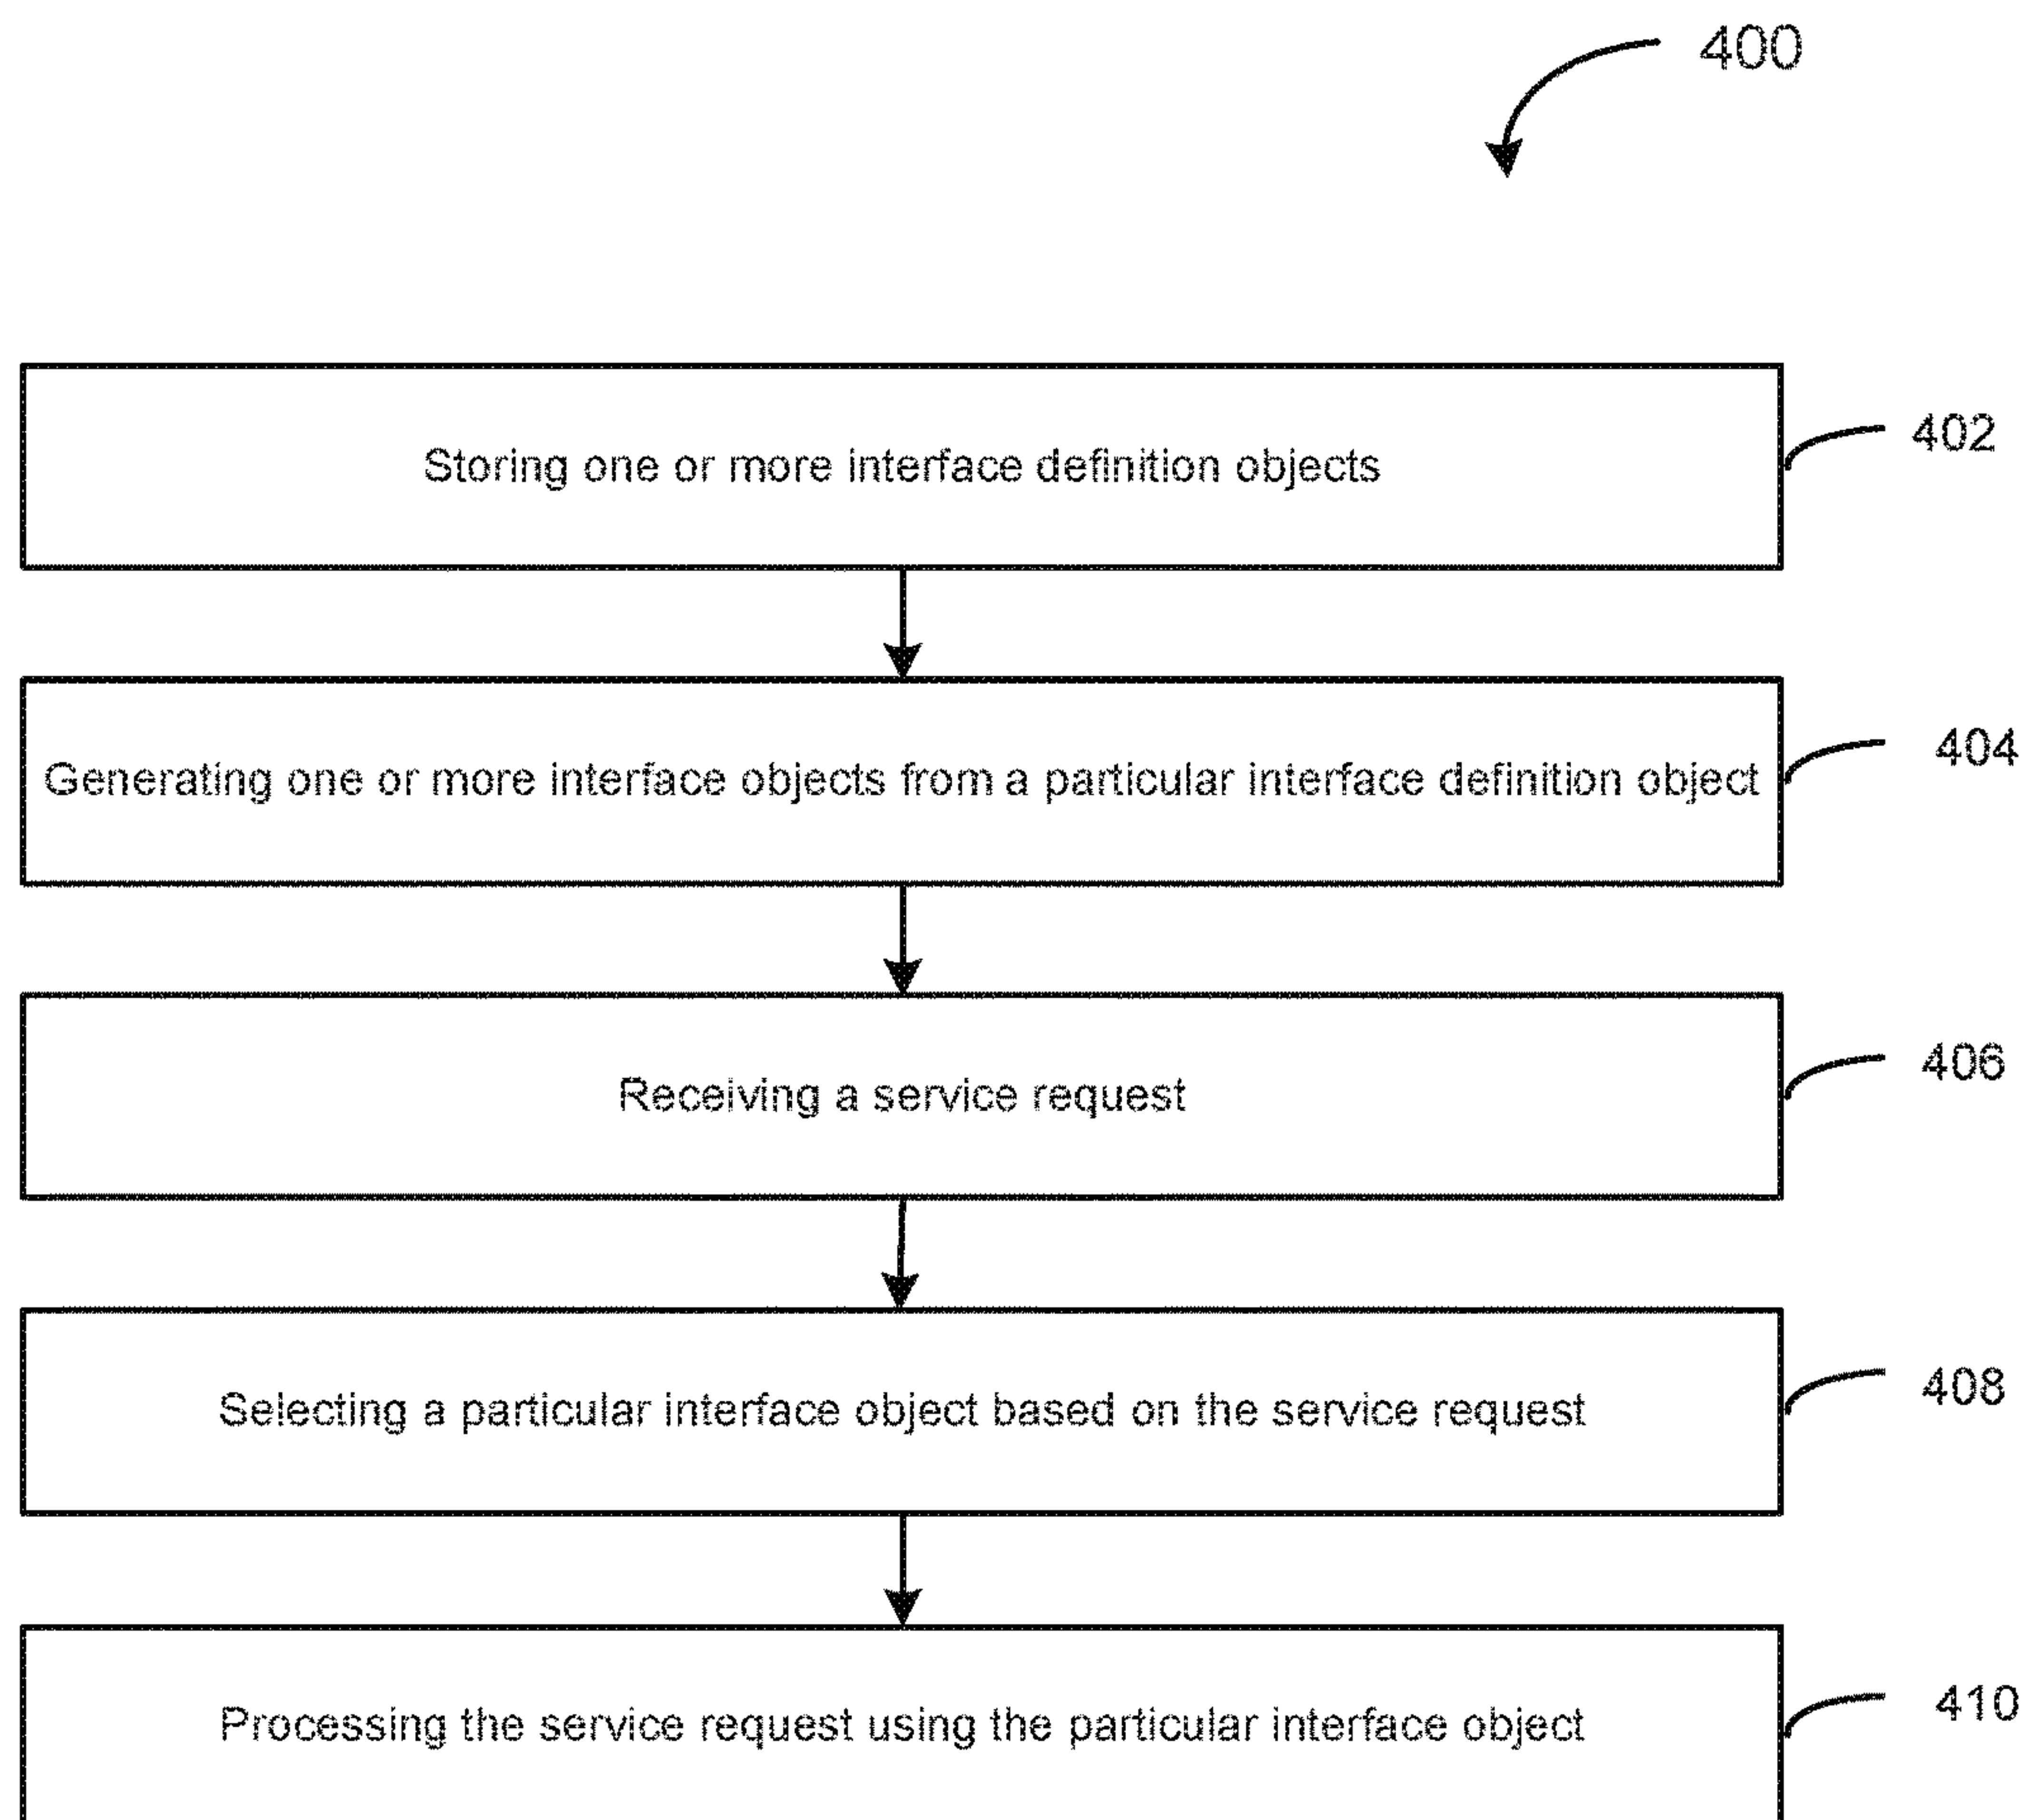 400
Storing one or more interface definition objects
402
Generating one or more interface objects from a particular interface definition object
404
Receiving a service request
406
Selecting a particular interface object based on the service request
408
Processing the service request using the particular interface object
410